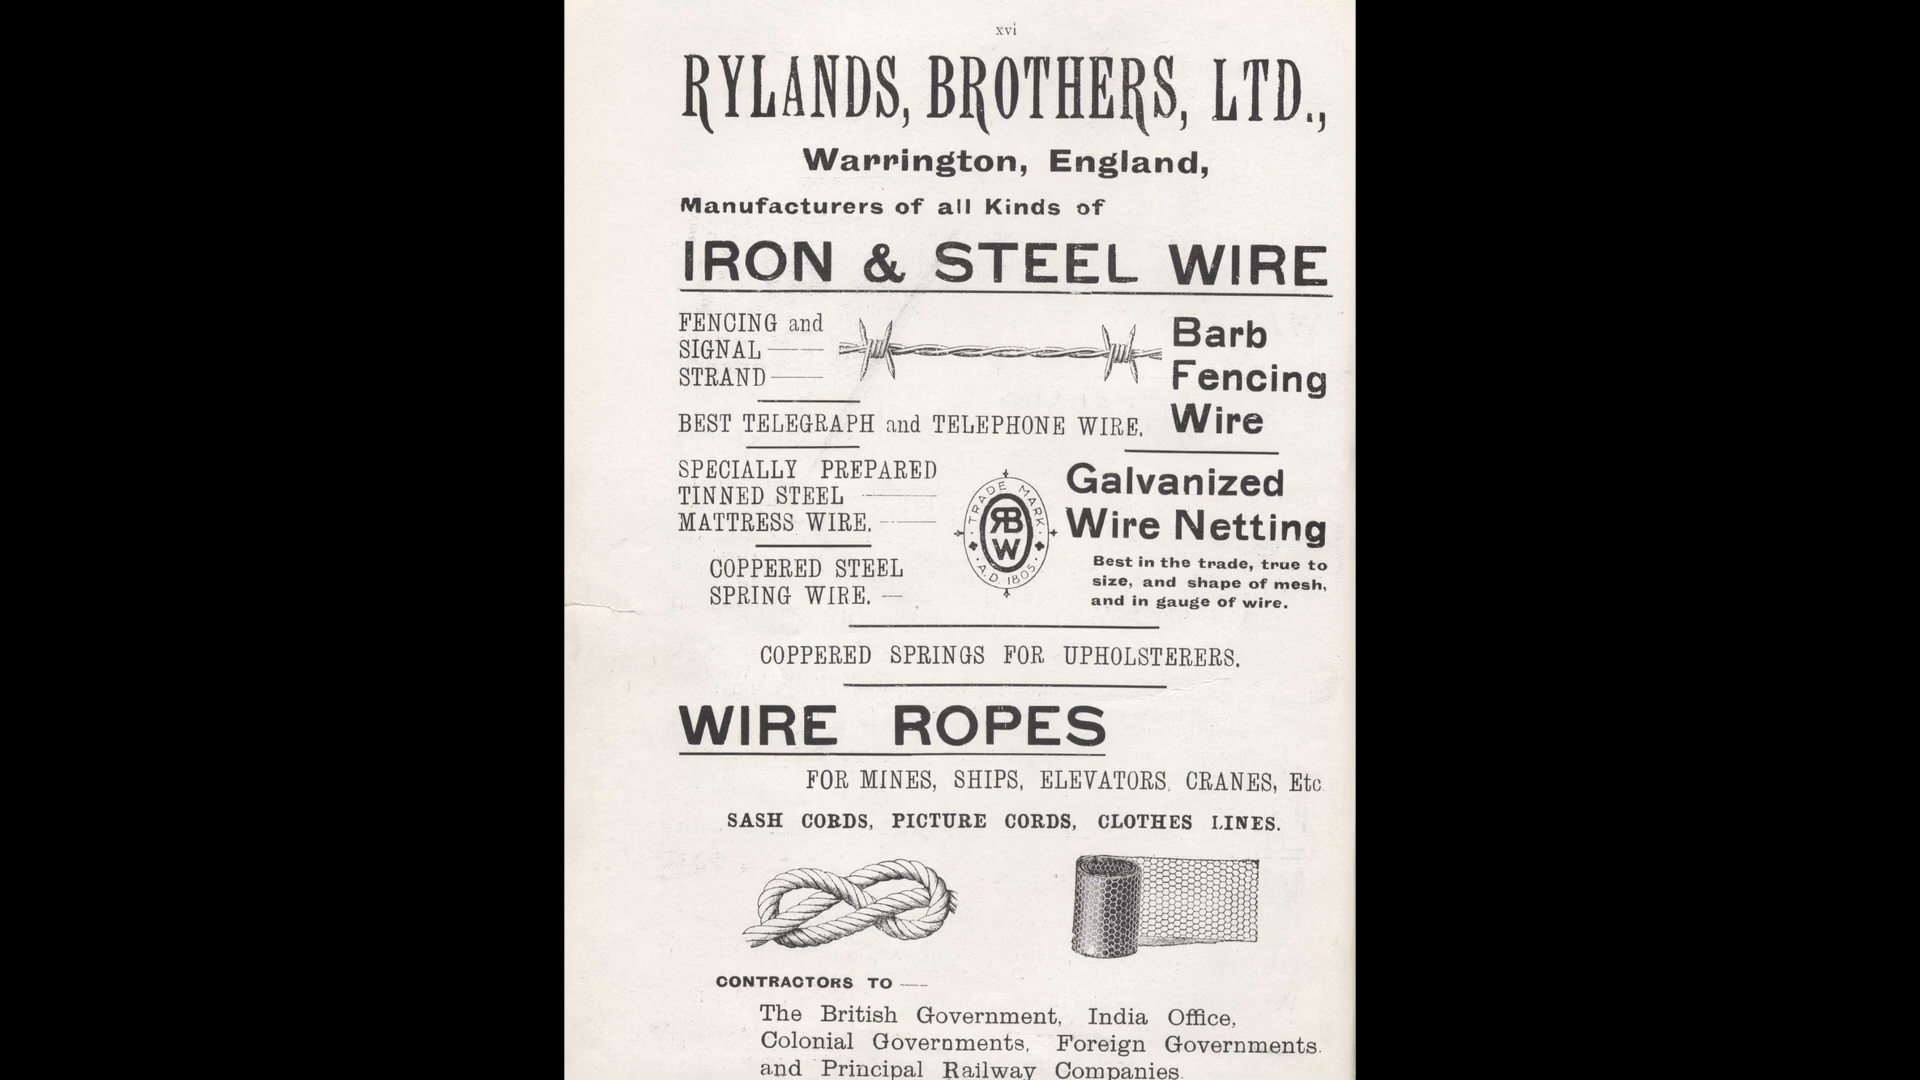 xvi
RYLANDS, BROTHERS, LTD.,
Warrington, England,
Manufacturers of all Kinds of
IRON & STEEL WIRE
FENCING and
SIGNAL
STRAND
Barb
Fencing
Wire
BEST TELEGRAPH and TELEPHONE WIRE.
SPECIALLY PREPARED
TINNED STEEL
MATTRESS WIRE.
COPPERED STEEL
SPRING WIRE.
TRADE MARK
RB
W
A.D. 1805
Galvanized
Wire Netting
Best in the trade, true to
size, and shape of mesh,
and in gauge of wire.
COPPERED SPRINGS FOR UPHOLSTERERS.
WIRE ROPES
FOR MINES, SHIPS, ELEVATORS, CRANES, Etc
SASH CORDS, PICTURE CORDS, CLOTHES LINES.
CONTRACTORS TO
The British Government, India Office,
Colonial Governments, Foreign Governments.
and Principal Railway Companies.